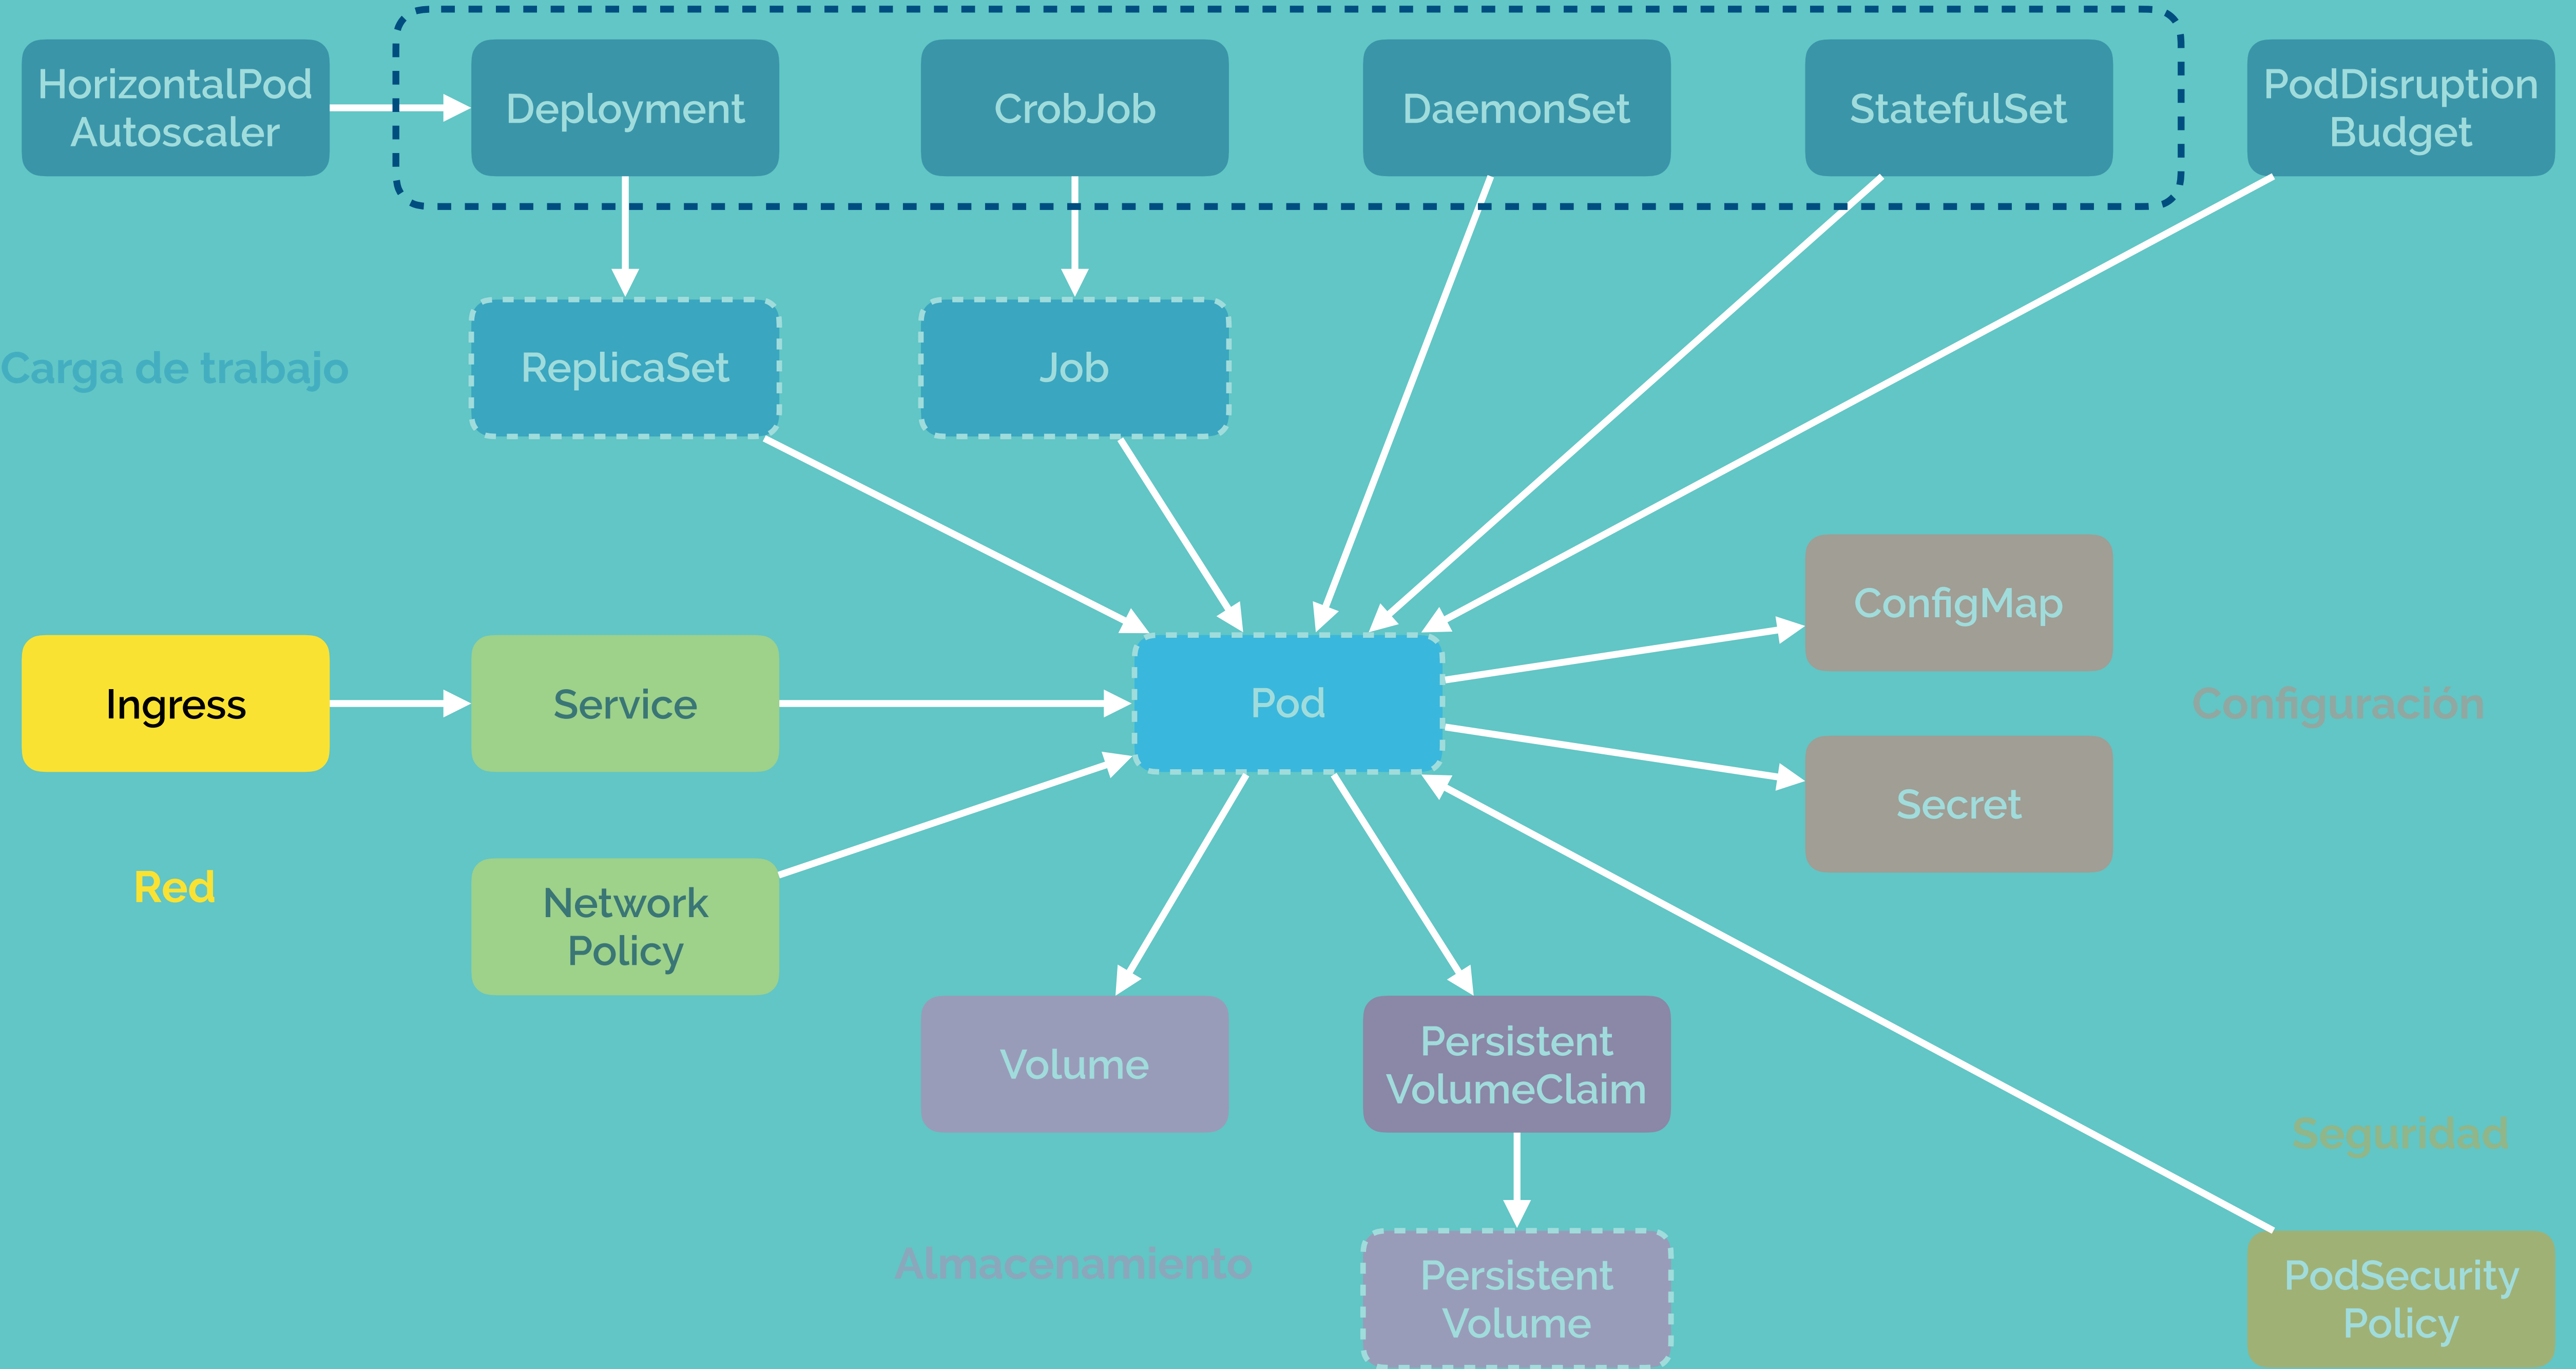 HorizontalPod
Autoscaler
Deployment
CrobJob
DaemonSet
StatefulSet
PodDisruption
Budget
Carga de trabajo
ReplicaSet
Job
ConfigMap
Ingress
Service
Pod
Configuración
Secret
Red
Network
Policy
Volume
Persistent
VolumeClaim
Seguridad
Almacenamiento
Persistent
Volume
PodSecurity
Policy